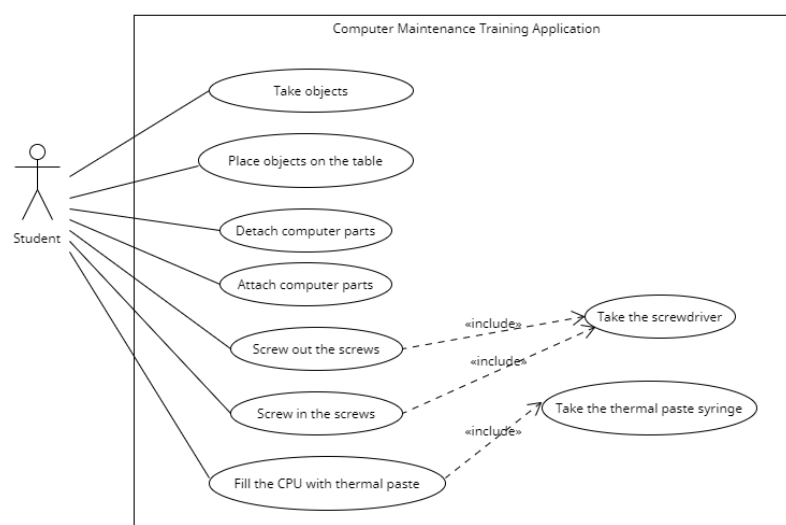 Computer Maintenance Training Application
Take objects
Place objects on the table
Student
Detach computer parts
Attach computer parts
«include»
Take the screwdriver
Screw out the screws
«include»
Screw in the screws
Take the thermal paste syringe
«include»
Fill the CPU with thermal paste